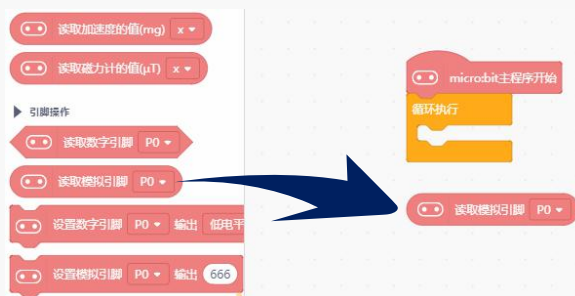 读取加速度的值(mg) x
读取磁力计的值(μT) x
引脚操作
读取数字引脚 P0
读取模拟引脚 P0
设置数字引脚 P0 输出 低电平
设置模拟引脚 P0 输出 666
micro:bit主程序开始
循环执行
读取模拟引脚 P0